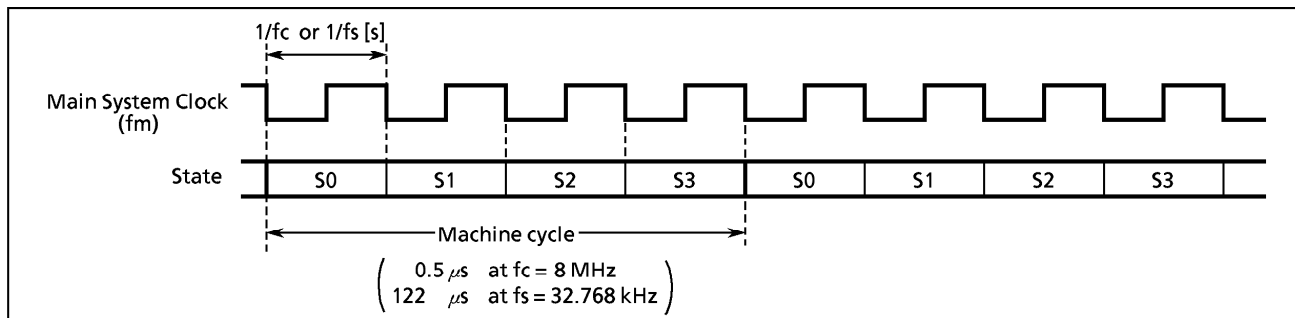 1/fc or 1/fs [s]
Main System Clock
(fm)
State
S0 S1 S2 S3 S0 S1 S2 S3
Machine cycle
0.5 μs at fc = 8 MHz
122 μs at fs = 32.768 kHz